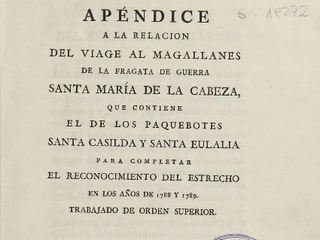 6. 18272
APÉNDICE
A LA RELACION
DEL VIAGE AL MAGALLANES
DE LA FRAGATA DE GUERRA
SANTA MARÍA DE LA CABEZA,
QUE CONTIENE
EL DE LOS PAQUEBOTES
SANTA CASILDA Y SANTA EULALIA
PARA COMPLETAR
EL RECONOCIMIENTO DEL ESTRECHO
EN LOS AÑOS DE 1788 Y 1789.
TRABAJADO DE ORDEN SUPERIOR.